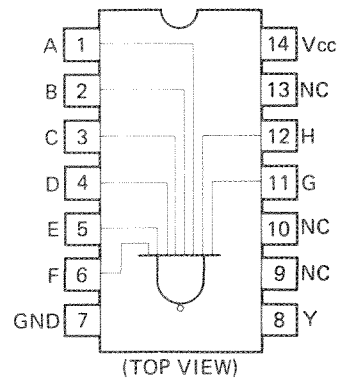 A 1 14 Vcc
B 2 13 NC
C 3 12 H
D 4 11 G
E 5 10 NC
F 6 9 NC
GND 7 8 Y
(TOP VIEW)